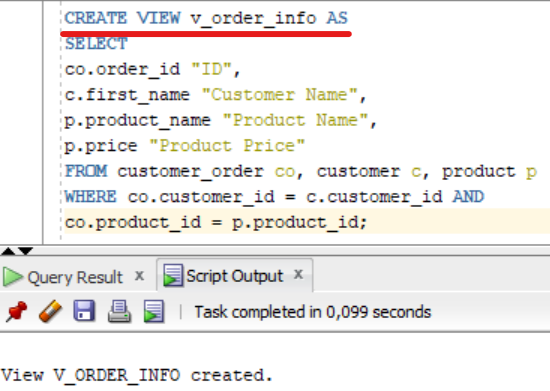 CREATE VIEW v_order_info AS
SELECT
co.order_id "ID",
c.first_name "Customer Name",
p.product_name "Product Name",
p.price "Product Price"
FROM customer_order co, customer c, product p
WHERE co.customer_id = c.customer_id AND
co.product_id = p.product_id;
Query Result x Script Output x
Task completed in 0,099 seconds
View V_ORDER_INFO created.